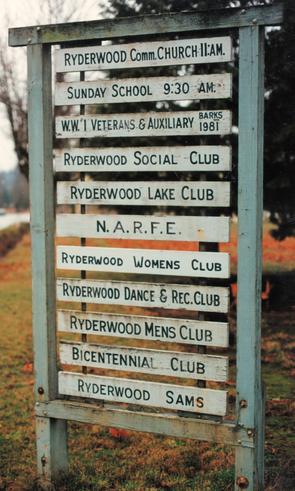 RYDERWOOD COMM. CHURCH 11:AM.
SUNDAY SCHOOL 9:30 AM.
W.W.1 VETERANS & AUXILIARY BARKS 1981
RYDERWOOD SOCIAL CLUB
RYDERWOOD LAKE CLUB
N.A.R.F.E.
RYDERWOOD WOMENS CLUB
RYDERWOOD DANCE & REC. CLUB
RYDERWOOD MENS CLUB
BICENTENNIAL CLUB
RYDERWOOD SAMS